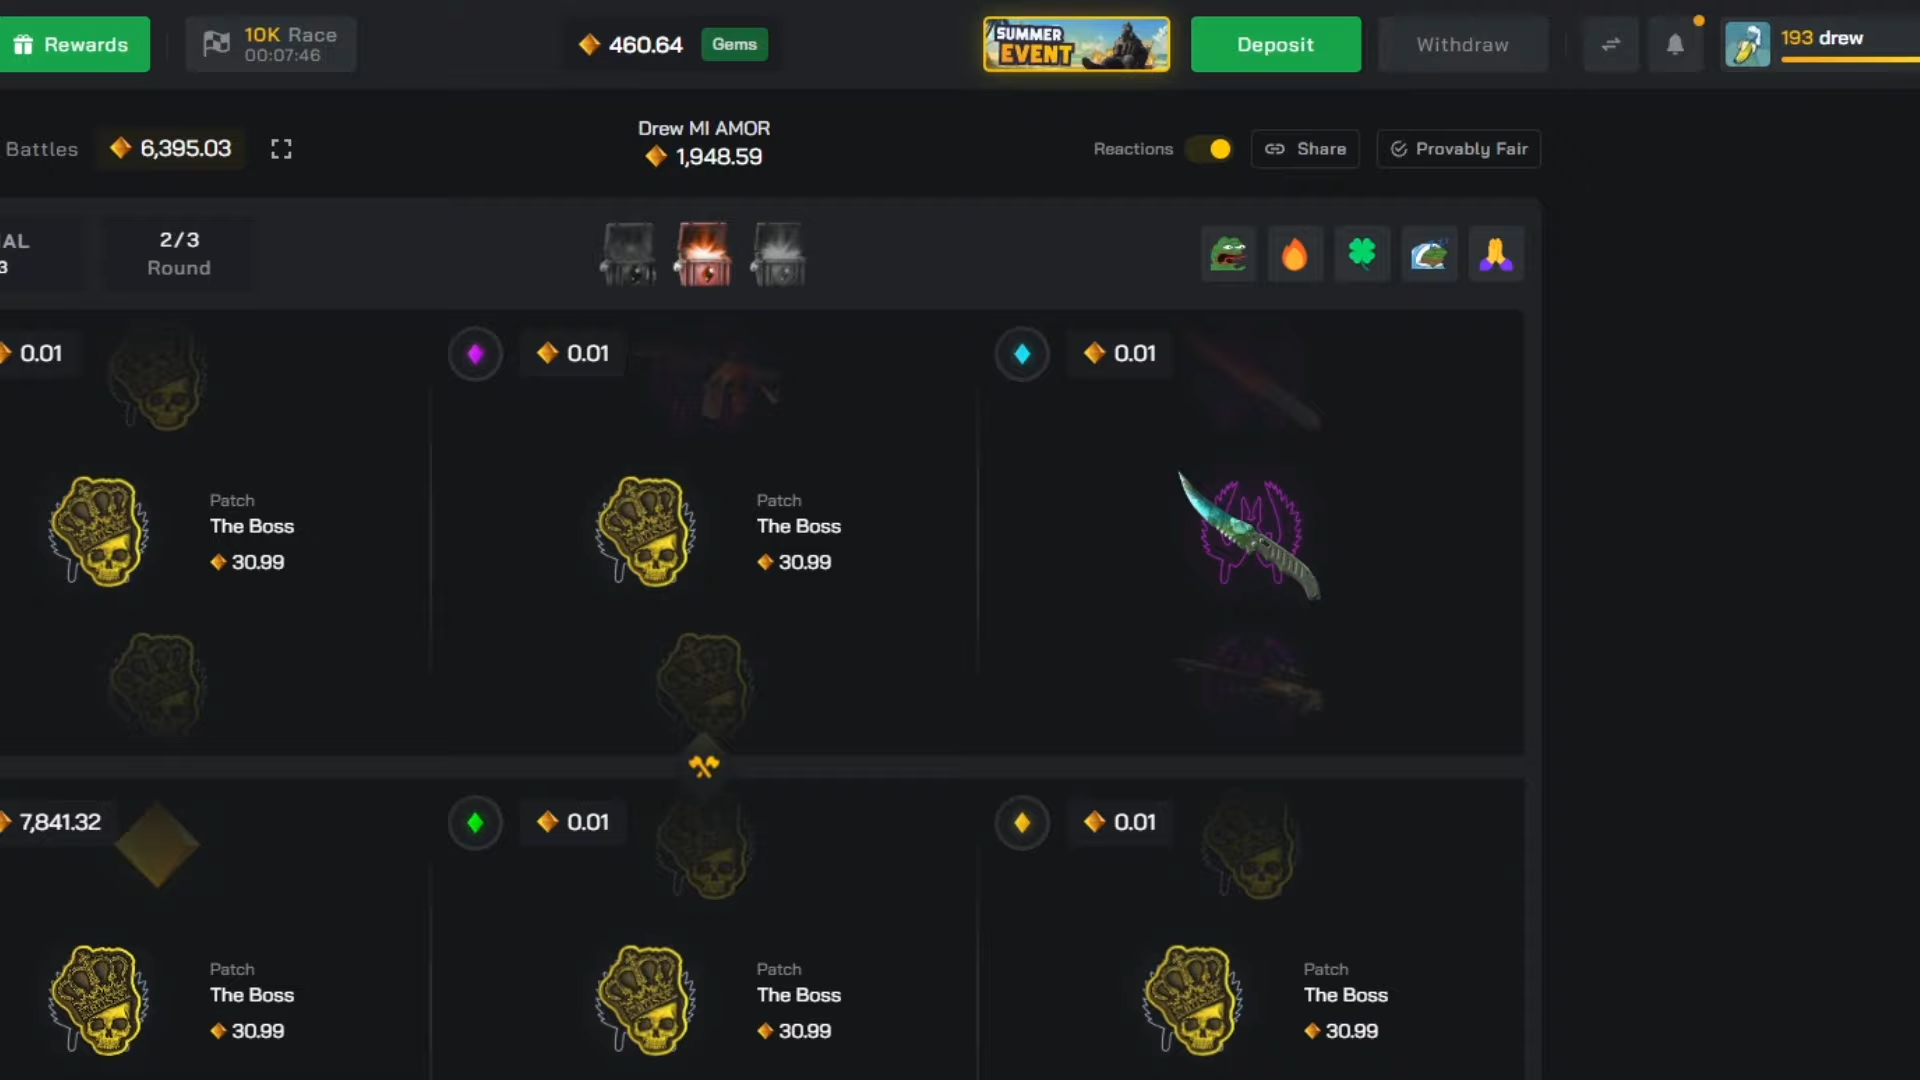 Rewards
10K Race
00:07:46
460.64 Gems
SUMMER
EVENT
Deposit
Withdraw
193 drew
Battles 6,395.03
Drew MI AMOR
1,948.59
Reactions
Share
Provably Fair
AL
3
2/3
Round
0.01
0.01
0.01
Patch
The Boss
30.99
Patch
The Boss
30.99
7,841.32
0.01
0.01
Patch
The Boss
30.99
Patch
The Boss
30.99
Patch
The Boss
30.99